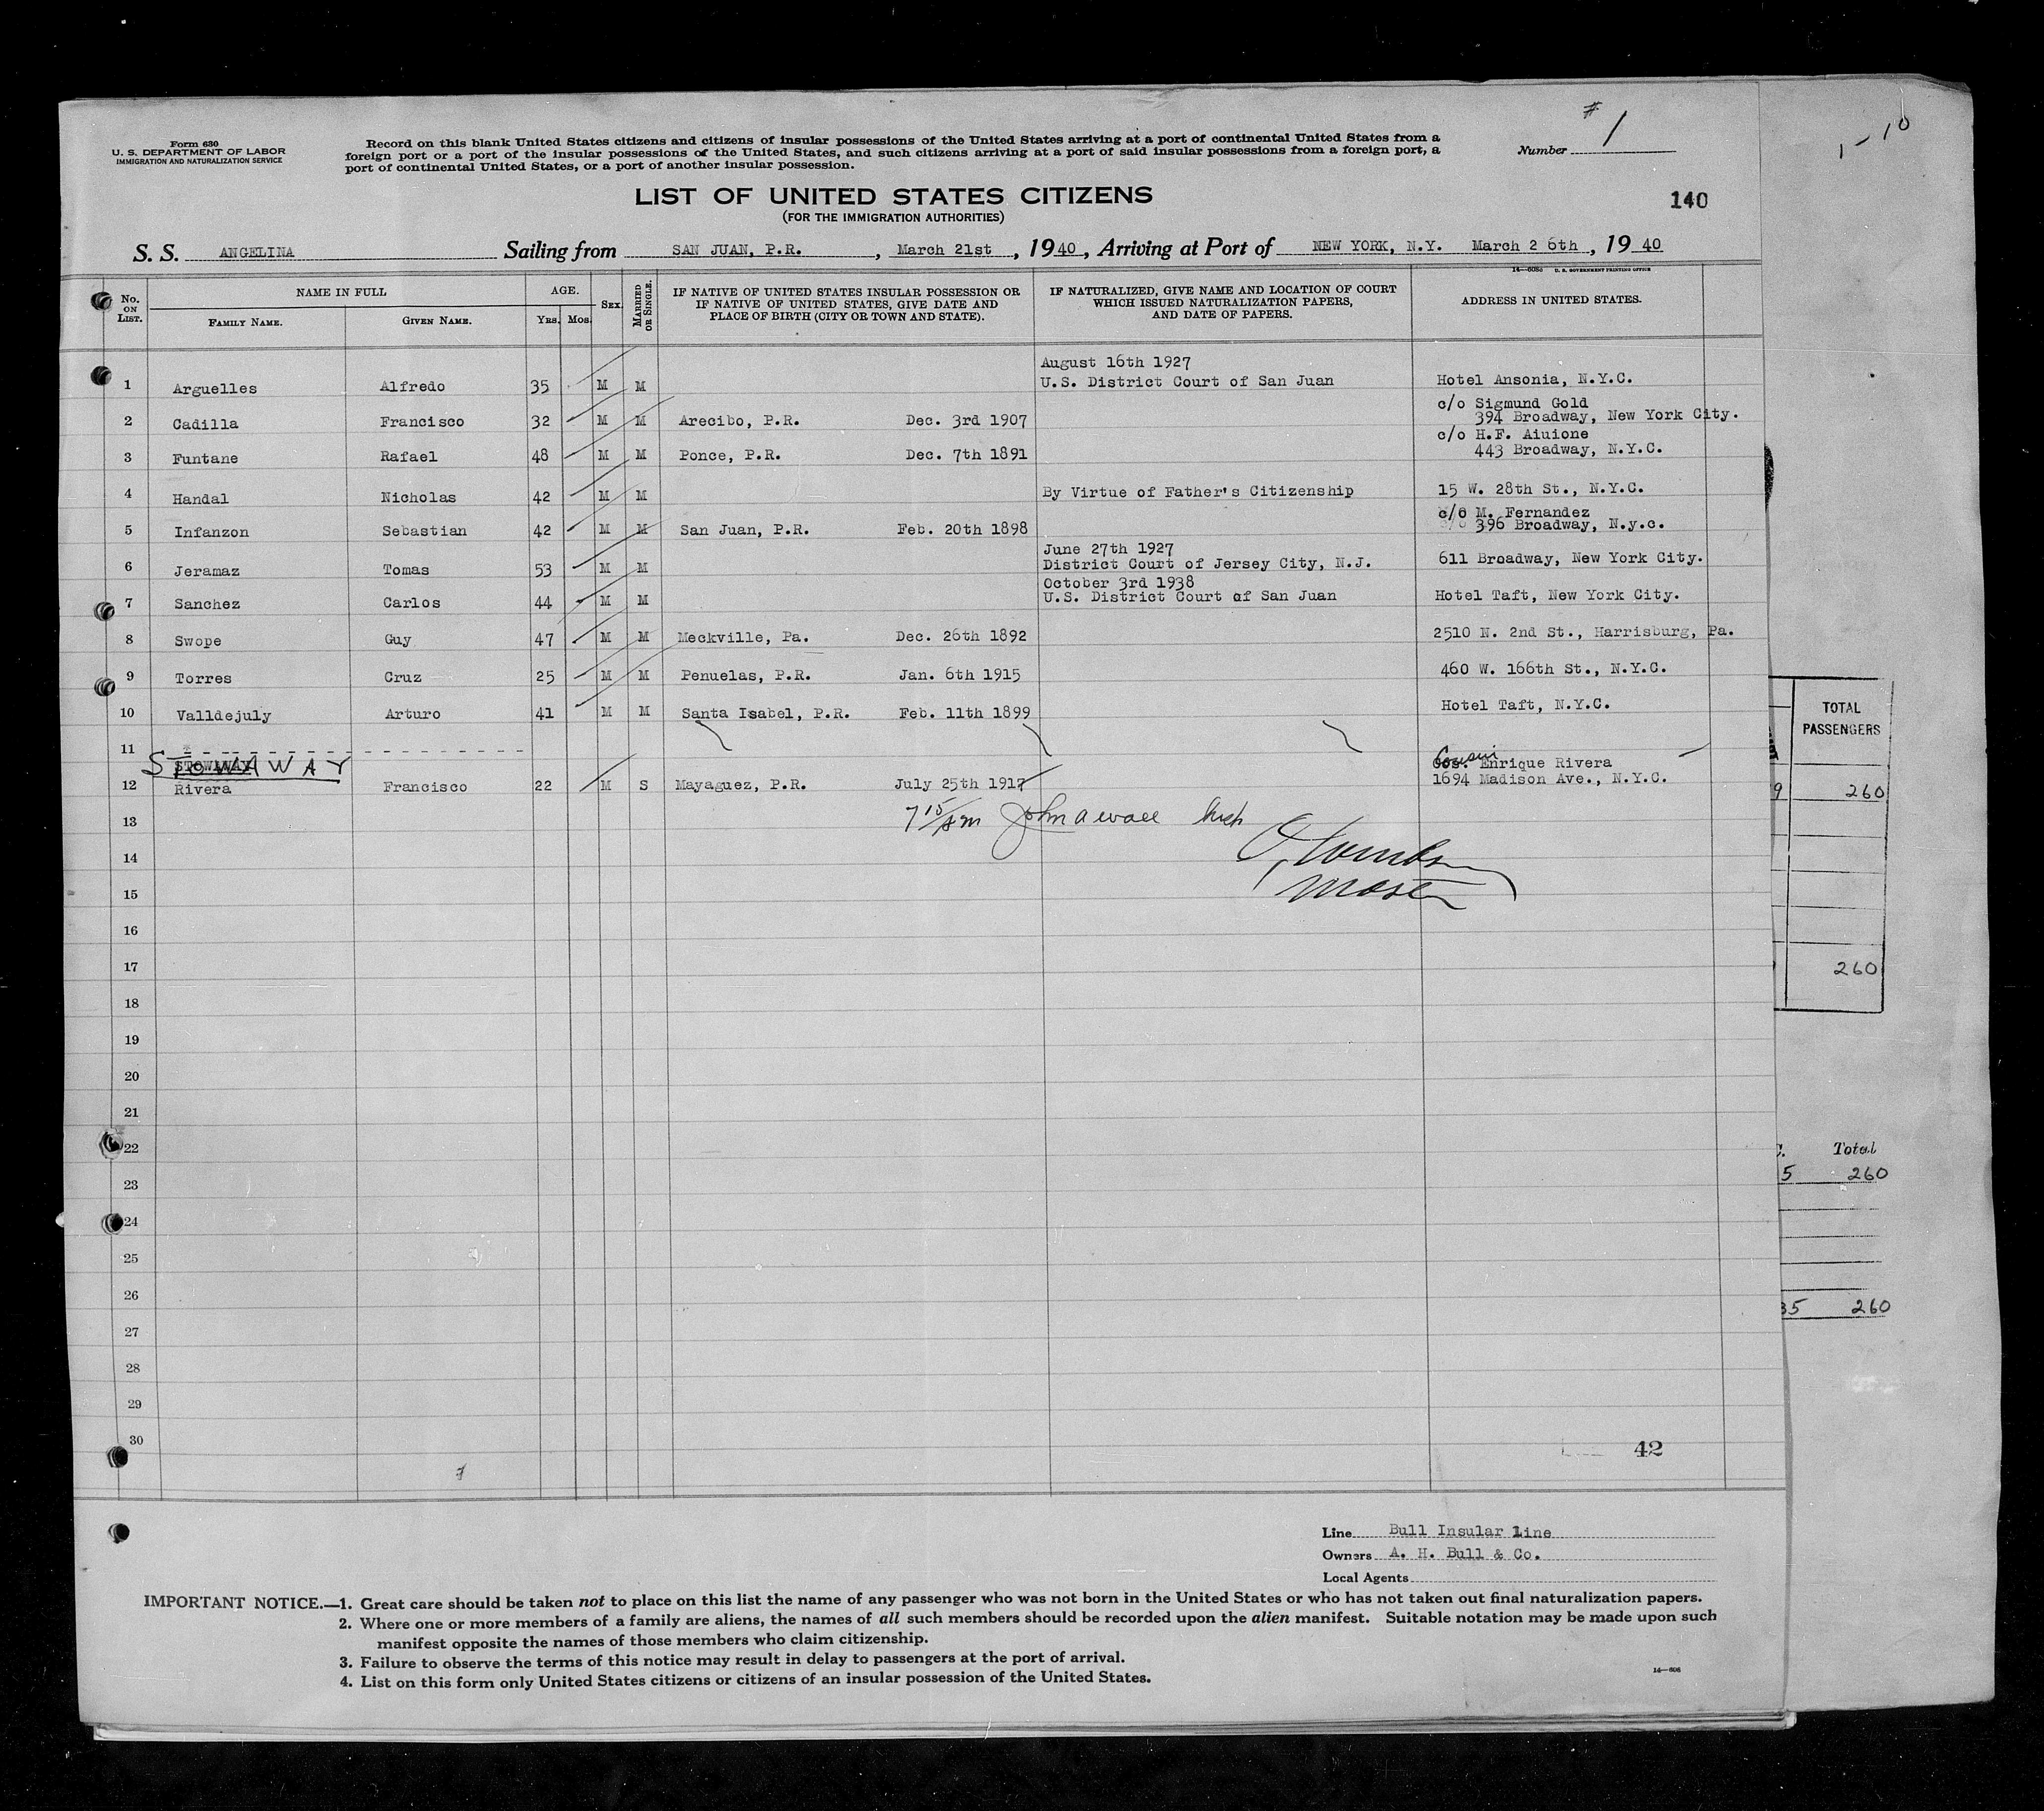 # 1
1-10
Form 630
U. S. DEPARTMENT OF LABOR
IMMIGRATION AND NATURALIZATION SERVICE
Record on this blank United States citizens and citizens of insular possessions of the United States arriving at a port of continental United States from a
foreign port or a port of the insular possessions of the United States, and such citizens arriving at a port of said insular possessions from a foreign port, a
port of continental United States, or a port of another insular possession.
Number
LIST OF UNITED STATES CITIZENS
(FOR THE IMMIGRATION AUTHORITIES)
140
S. S. ANGELINA Sailing from SAN JUAN, P.R., March 21st, 1940, Arriving at Port of NEW YORK, N.Y. March 2 6th, 19 40
14—608a U. S. GOVERNMENT PRINTING OFFICE
No. ON LIST. NAME IN FULL FAMILY NAME. GIVEN NAME. AGE. YRS. MOS. SEX. MARRIED OR SINGLE. IF NATIVE OF UNITED STATES INSULAR POSSESSION OR IF NATIVE OF UNITED STATES, GIVE DATE AND PLACE OF BIRTH (CITY OR TOWN AND STATE). IF NATURALIZED, GIVE NAME AND LOCATION OF COURT WHICH ISSUED NATURALIZATION PAPERS, AND DATE OF PAPERS. ADDRESS IN UNITED STATES.
August 16th 1927
1 Arguelles Alfredo 35 M M U.S. District Court of San Juan Hotel Ansonia, N.Y.C.
c/o Sigmund Gold
2 Cadilla Francisco 32 M M Arecibo, P.R. Dec. 3rd 1907 394 Broadway, New York City.
c/o H.F. Aiuione
3 Funtane Rafael 48 M M Ponce, P.R. Dec. 7th 1891 443 Broadway, N.Y.C.
4 Handal Nicholas 42 M M By Virtue of Father's Citizenship 15 W. 28th St., N.Y.C.
c/o M. Fernandez
5 Infanzon Sebastian 42 M M San Juan, P.R. Feb. 20th 1898 396 Broadway, N.y.c.
June 27th 1927
6 Jeramaz Tomas 53 M M District Court of Jersey City, N.J. 611 Broadway, New York City.
October 3rd 1938
7 Sanchez Carlos 44 M M U.S. District Court of San Juan Hotel Taft, New York City.
8 Swope Guy 47 M M Meckville, Pa. Dec. 26th 1892 2510 N. 2nd St., Harrisburg, Pa.
9 Torres Cruz 25 M M Penuelas, P.R. Jan. 6th 1915 460 W. 166th St., N.Y.C.
10 Valldejuly Arturo 41 M M Santa Isabel, P.R. Feb. 11th 1899 Hotel Taft, N.Y.C.
11
STOWAWAY Cousin Enrique Rivera
12 Rivera Francisco 22 M S Mayaguez, P.R. July 25th 1917 1694 Madison Ave., N.Y.C.
13 7 15/am John a
14
15
16
17
18
19
20
21
22
23
24
25
26
27
28
29
30
42
TOTAL
PASSENGERS
9 260
260
Total
5 260
35 260
Line Bull Insular Line
Owners A. H. Bull & Co.
Local Agents
IMPORTANT NOTICE.—1. Great care should be taken not to place on this list the name of any passenger who was not born in the United States or who has not taken out final naturalization papers.
2. Where one or more members of a family are aliens, the names of all such members should be recorded upon the alien manifest. Suitable notation may be made upon such
manifest opposite the names of those members who claim citizenship.
3. Failure to observe the terms of this notice may result in delay to passengers at the port of arrival.
4. List on this form only United States citizens or citizens of an insular possession of the United States.
14—608